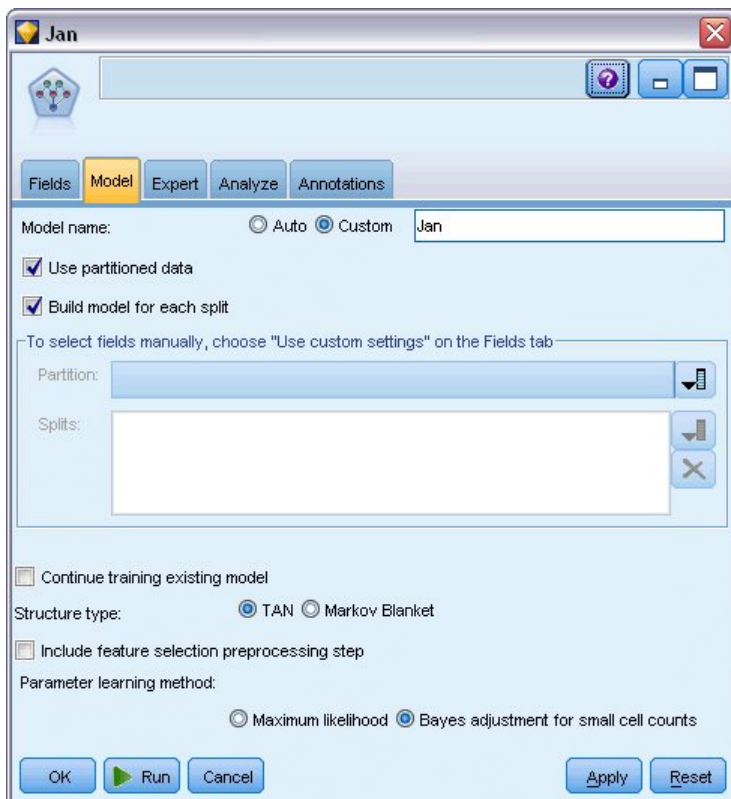 Jan
?
Fields Model Expert Analyze Annotations
Model name: Auto Custom Jan
Use partitioned data
Build model for each split
To select fields manually, choose "Use custom settings" on the Fields tab
Partition:
Splits:
Continue training existing model
Structure type: TAN Markov Blanket
Include feature selection preprocessing step
Parameter learning method:
Maximum likelihood Bayes adjustment for small cell counts
OK Run Cancel Apply Reset